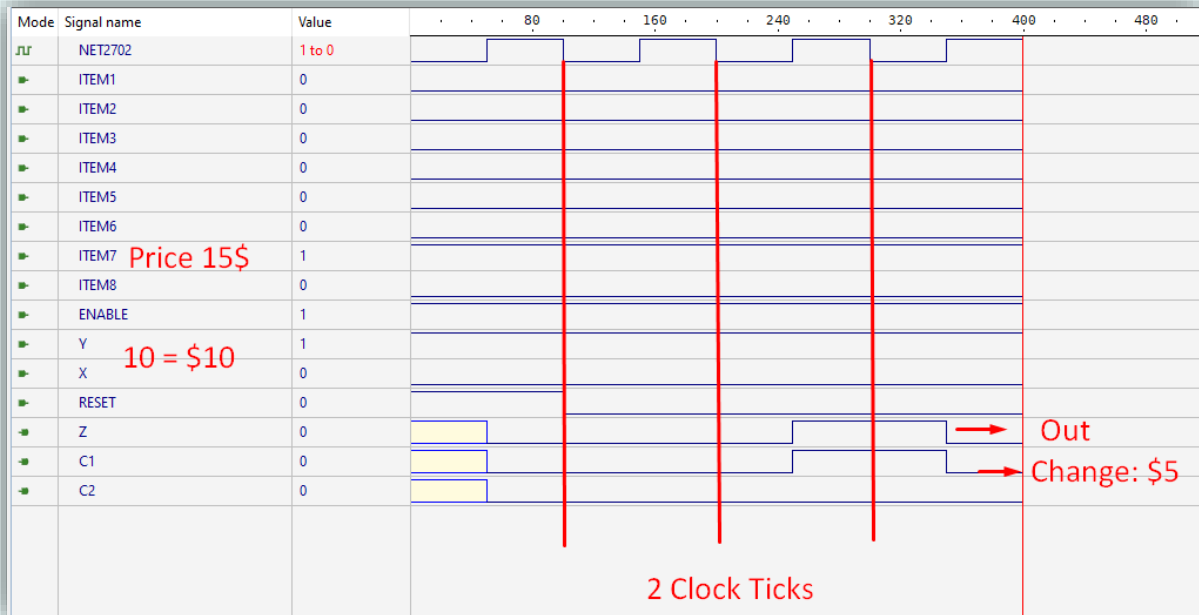 Mode Signal name Value 80 160 240 320 400 480
NET2702 1 to 0
ITEM1 0
ITEM2 0
ITEM3 0
ITEM4 0
ITEM5 0
ITEM6 0
ITEM7 Price 15$ 1
ITEM8 0
ENABLE 1
Y 1
10 = $10
X 0
RESET 0
Z 0 Out
C1 0 Change: $5
C2 0
2 Clock Ticks